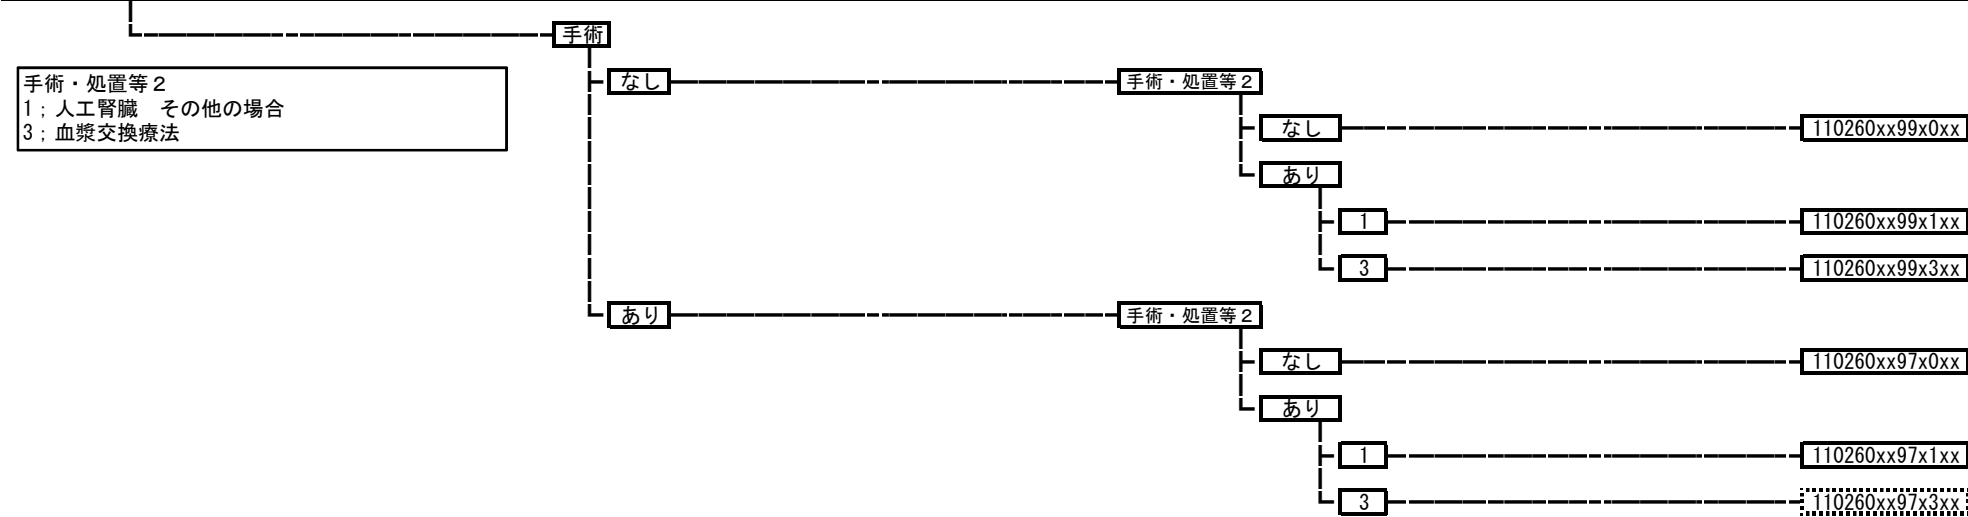 手術
手術・処置等２
1；人工腎臓　その他の場合
3；血漿交換療法
なし
手術・処置等２
なし
110260xx99x0xx
あり
1
110260xx99x1xx
3
110260xx99x3xx
あり
手術・処置等２
なし
110260xx97x0xx
あり
1
110260xx97x1xx
3
110260xx97x3xx